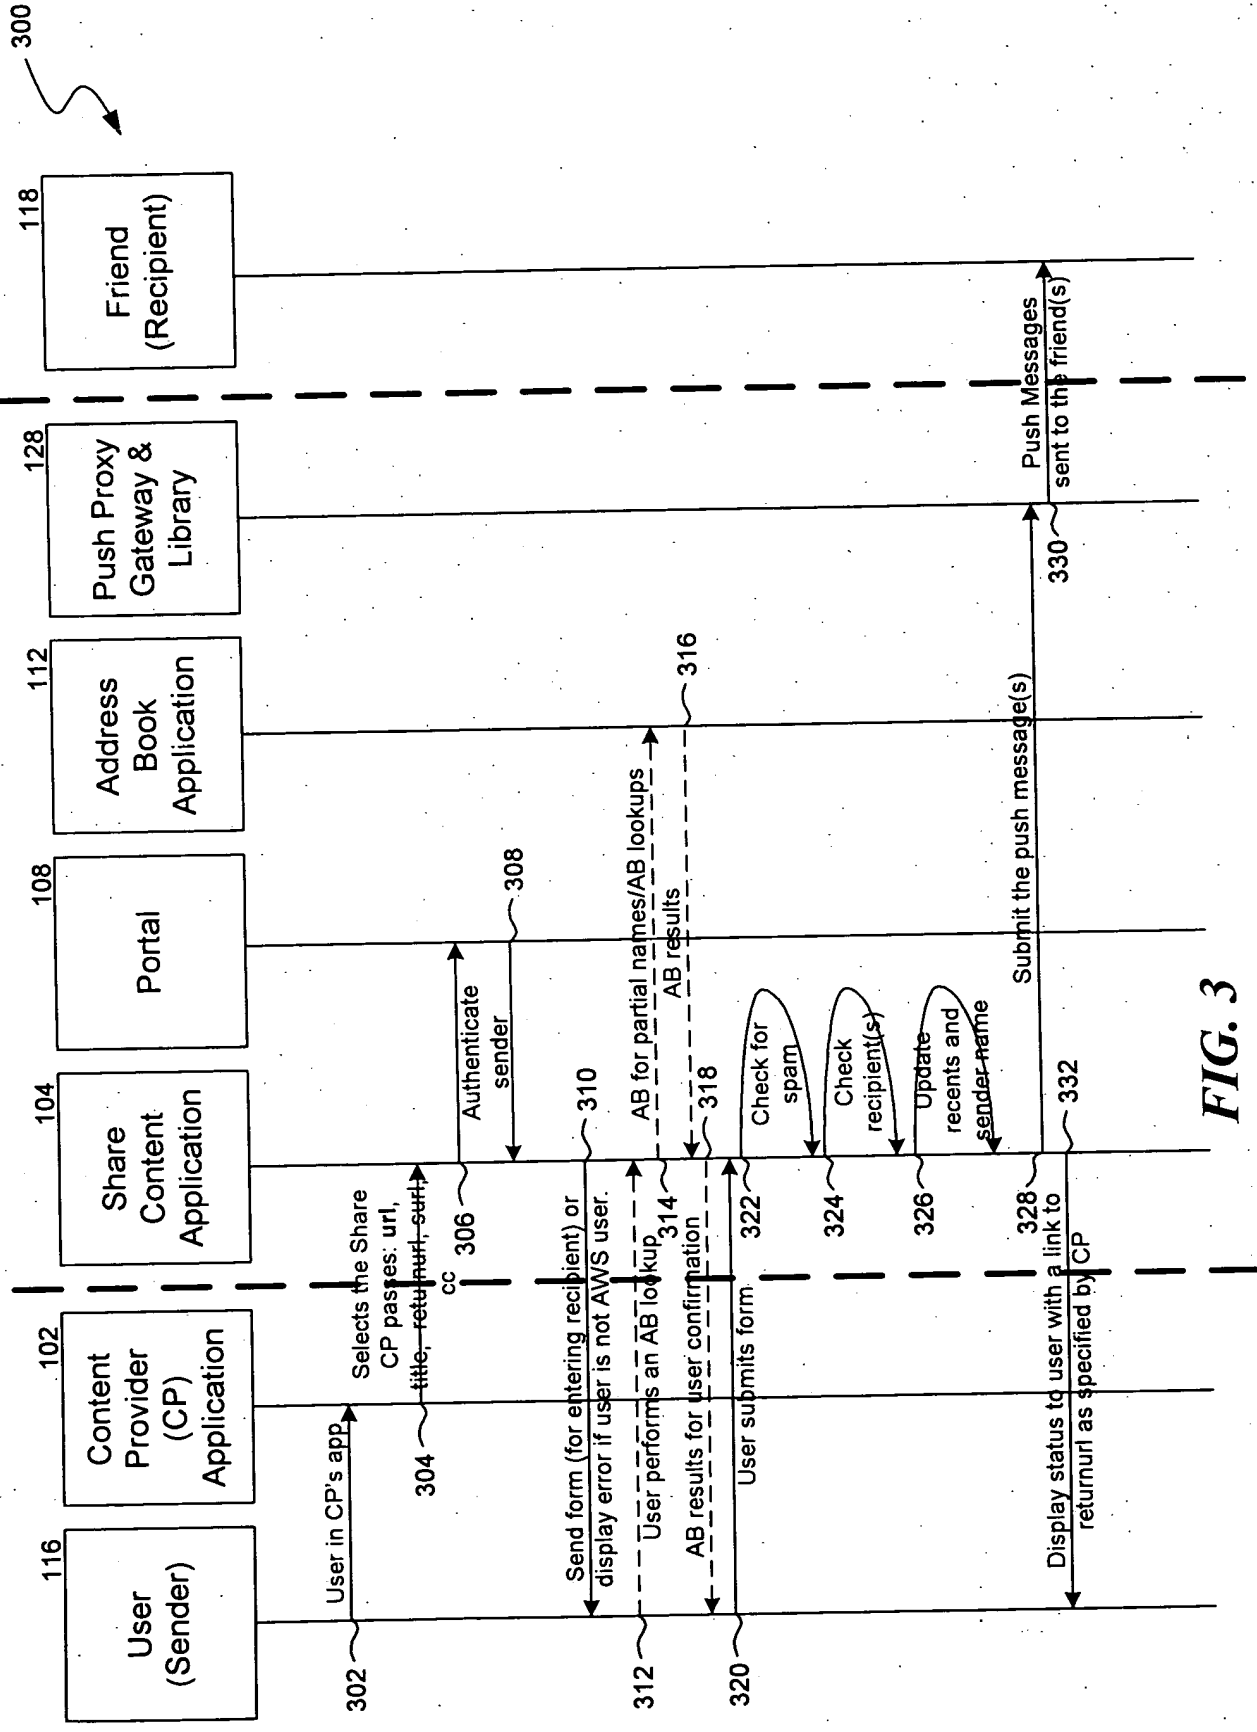 300
116
User
(Sender)
102
Content
Provider
(CP)
Application
104
Share
Content
Application
108
Portal
112
Address
Book
Application
128
Push Proxy
Gateway &
Library
118
Friend
(Recipient)
302
User in CP's app
304
Selects the Share
CP passes: url,
title, returnurl, surl,
cc
306
Authenticate
sender
308
310
Send form (for entering recipient) or
display error if user is not AWS user.
312
User performs an AB lookup
314
AB for partial names/AB lookups
316
AB results
318
AB results for user confirmation
320
User submits form
322
Check for
spam
324
Check
recipient(s)
326
Update
recents and
sender name
328
Submit the push message(s)
330
Push Messages
sent to the friend(s)
332
Display status to user with a link to
returnurl as specified by CP
FIG. 3